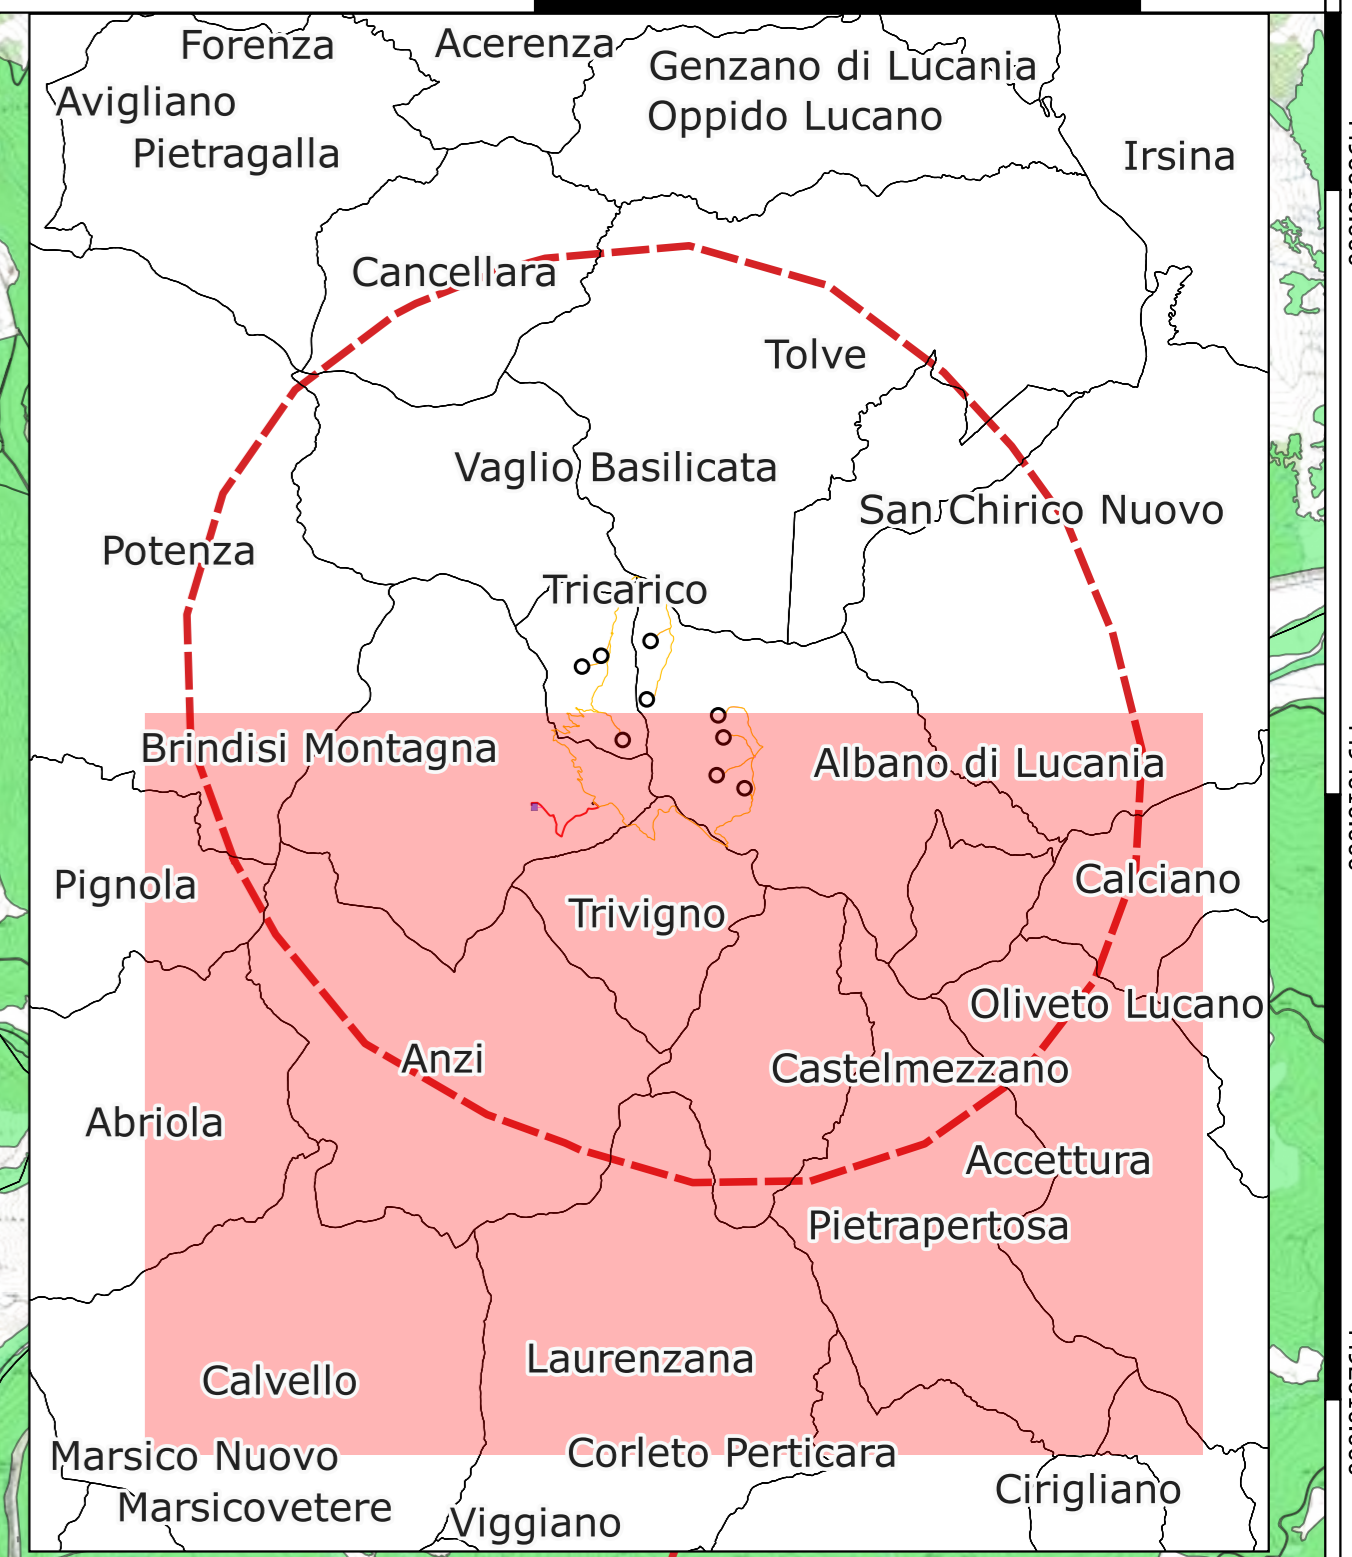 Forenza
Acerenza
Genzano di Lucania
Avigliano
Oppido Lucano
Pietragalla
Irsina
Cancellara
Tolve
Vaglio Basilicata
San Chirico Nuovo
Potenza
Tricarico
Brindisi Montagna
Albano di Lucania
Pignola
Calciano
Trivigno
Oliveto Lucano
Anzi
Castelmezzano
Abriola
Accettura
Pietrapertosa
Laurenzana
Calvello
Marsico Nuovo
Corleto Perticara
Cirigliano
Marsicovetere
Viggiano